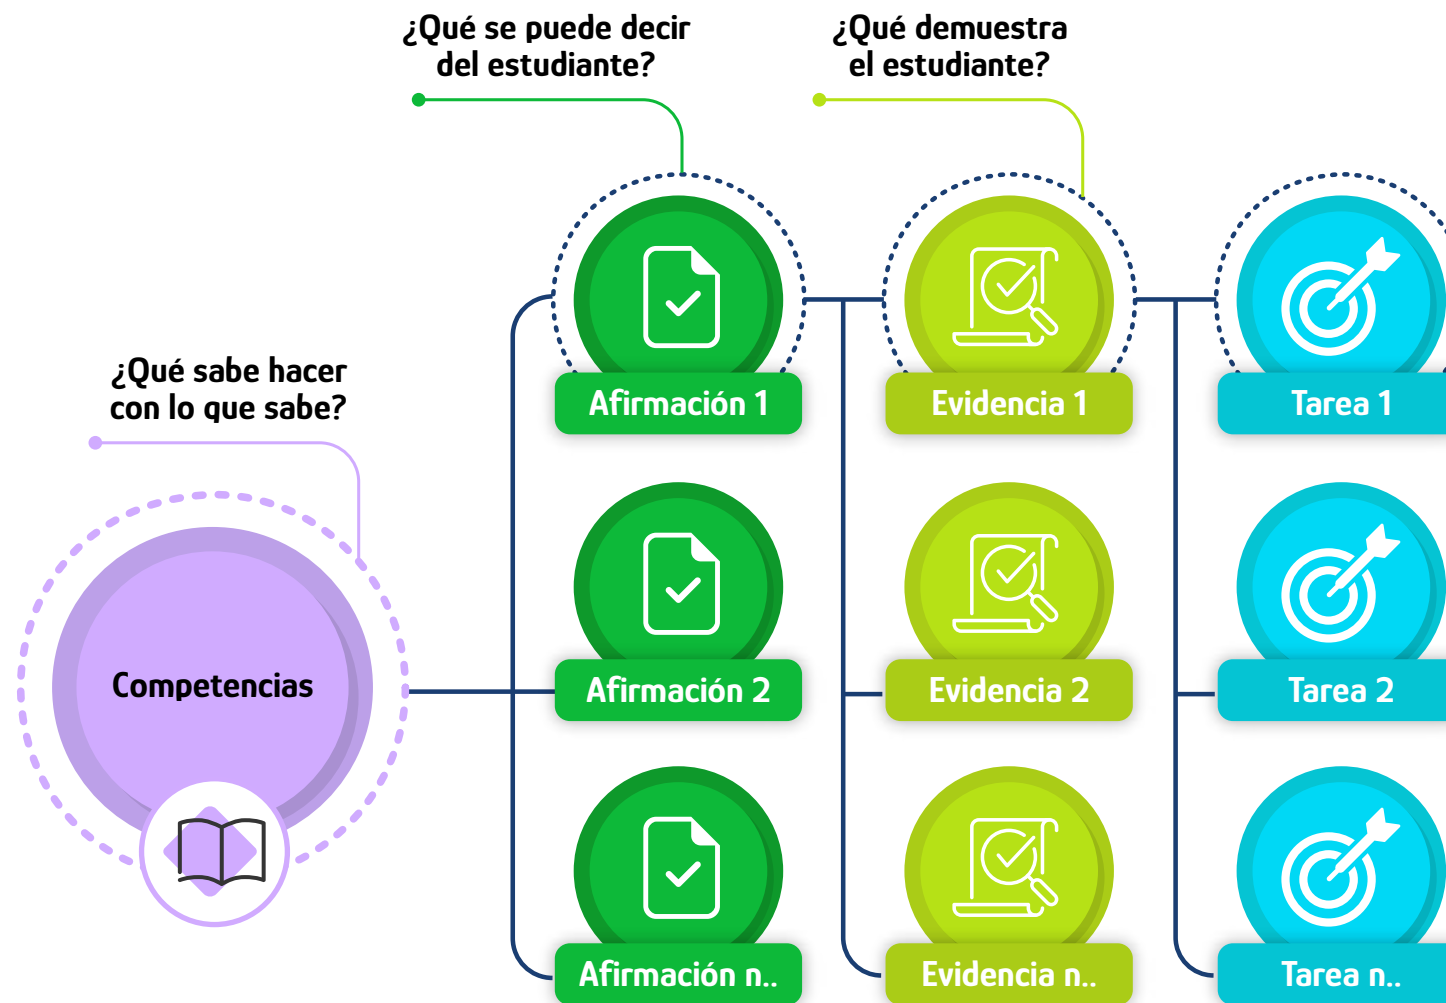 ¿Qué se puede decir
del estudiante?
¿Qué demuestra
el estudiante?
¿Qué sabe hacer
con lo que sabe?
Competencias
Afirmación 1
Evidencia 1
Tarea 1
Afirmación 2
Evidencia 2
Tarea 2
Afirmación n..
Evidencia n..
Tarea n..